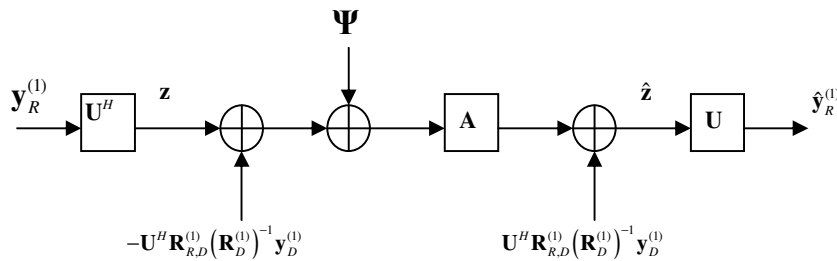 Ψ
y_R^{(1)}
U^H
z
A
ẑ
U
ŷ_R^{(1)}
−U^H R_{R,D}^{(1)} (R_D^{(1)})^{−1} y_D^{(1)}
U^H R_{R,D}^{(1)} (R_D^{(1)})^{−1} y_D^{(1)}